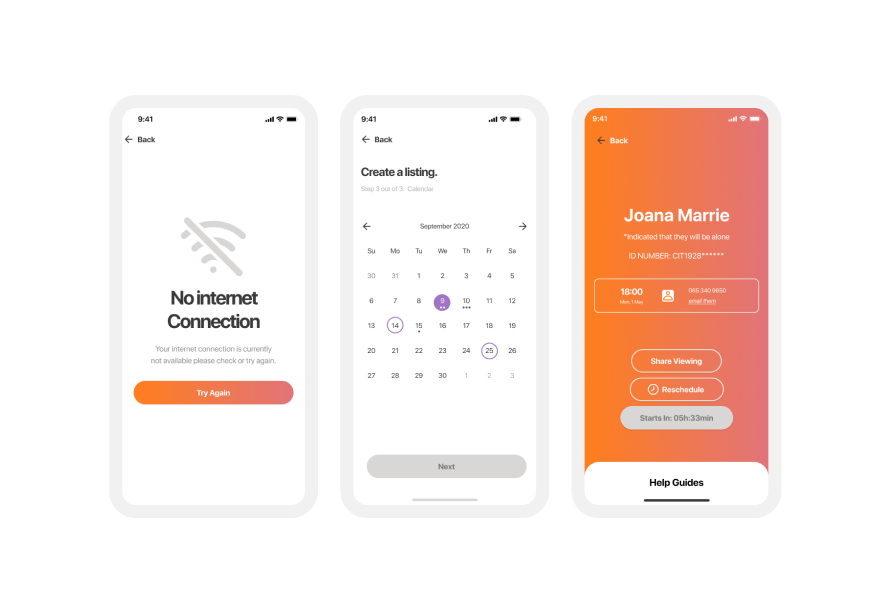 9:41
Back
No internet
Connection
Your internet connection is currently
not available please check or try again.
Try Again
9:41
Back
Create a listing.
Step 3 out of 3: Calendar
September 2020
Su Mo Tu We Th Fr Sa
30 31 1 2 3 4 5
6 7 8 9 10 11 12
13 14 15 16 17 18 19
20 21 22 23 24 25 26
27 28 29 30 1 2 3
Next
9:41
Back
Joana Marrie
*Indicated that they will be alone
ID NUMBER: CIT1928******
18:00
Mon, 1 May
065 340 9650
email them
Share Viewing
Reschedule
Starts In: 05h:33min
Help Guides